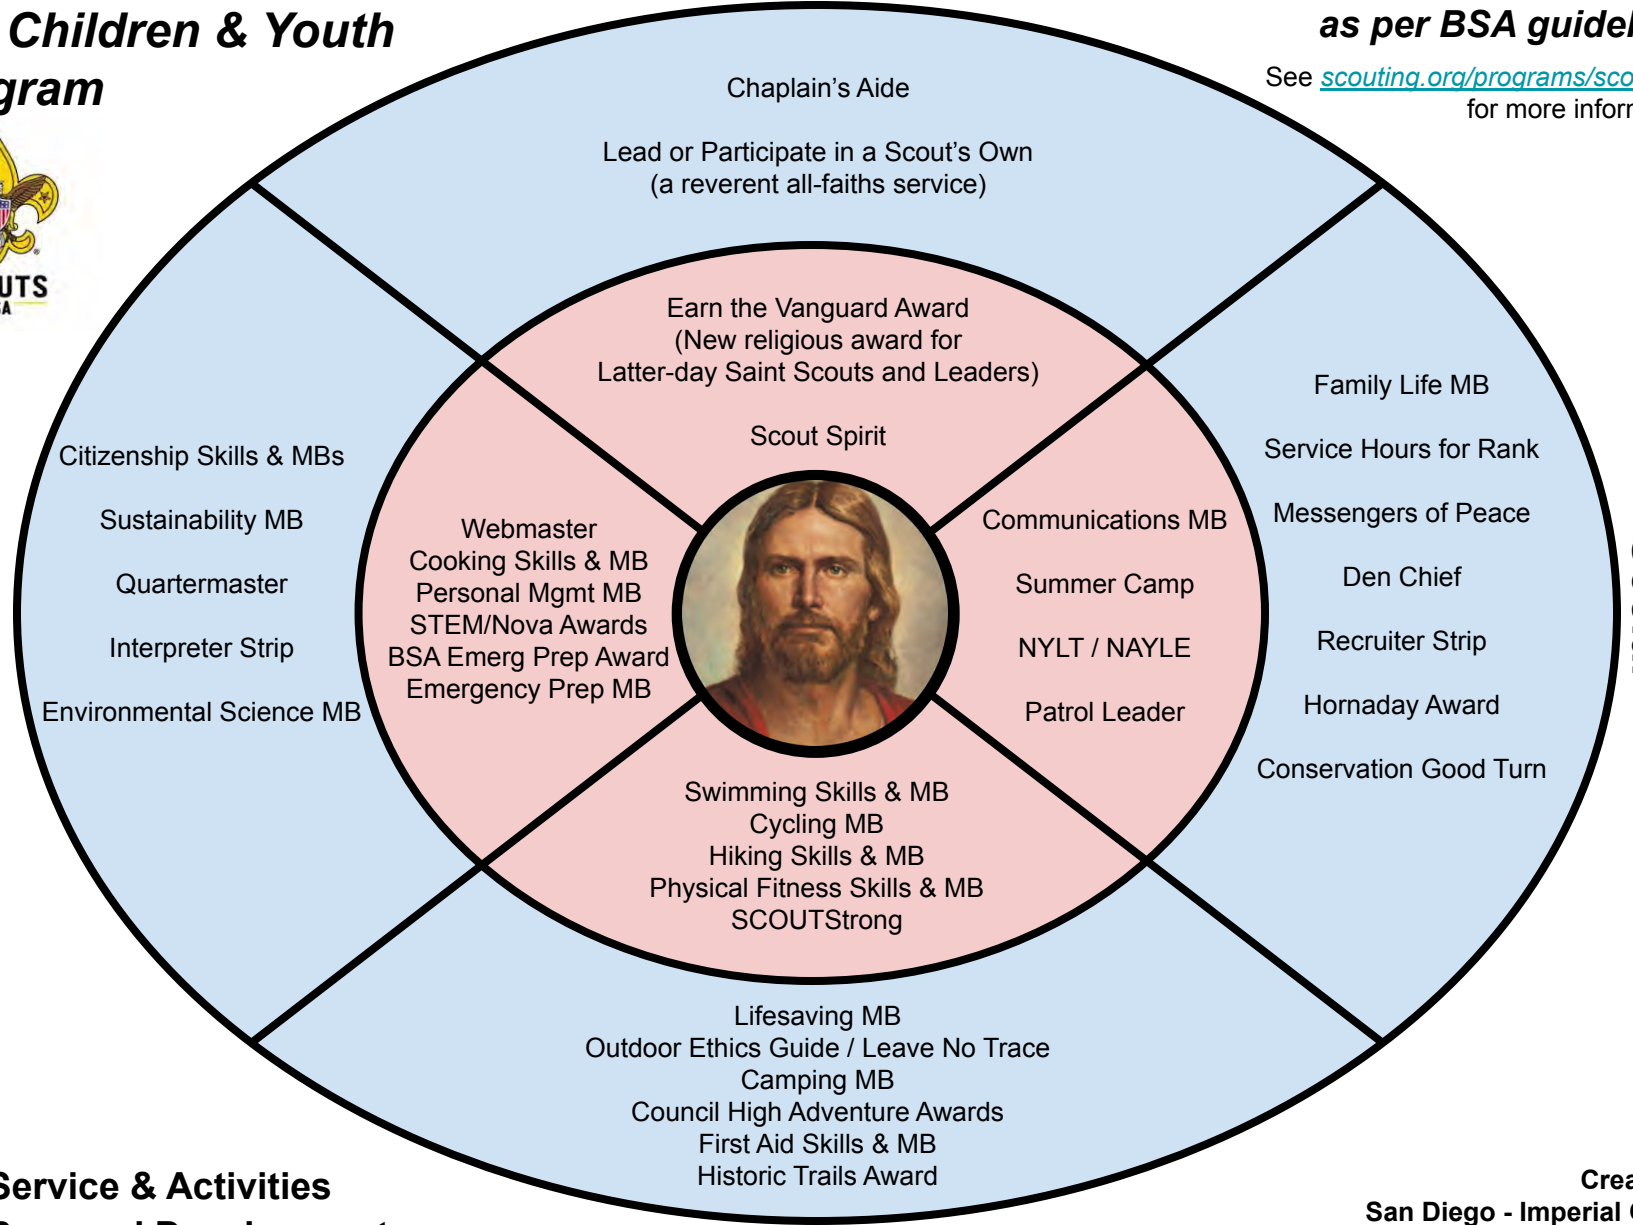 Children & Youth
gram
as per BSA guidel
See scouting.org/programs/sco
for more inforr
UTS
Chaplain's Aide
Lead or Participate in a Scout's Own
(a reverent all-faiths service)
Earn the Vanguard Award
(New religious award for
Latter-day Saint Scouts and Leaders)
Scout Spirit
Citizenship Skills & MBs
Sustainability MB
Quartermaster
Interpreter Strip
Environmental Science MB
Webmaster
Cooking Skills & MB
Personal Mgmt MB
STEM/Nova Awards
BSA Emerg Prep Award
Emergency Prep MB
Communications MB
Summer Camp
NYLT / NAYLE
Patrol Leader
Family Life MB
Service Hours for Rank
Messengers of Peace
Den Chief
Recruiter Strip
Hornaday Award
Conservation Good Turn
Swimming Skills & MB
Cycling MB
Hiking Skills & MB
Physical Fitness Skills & MB
SCOUTStrong
Lifesaving MB
Outdoor Ethics Guide / Leave No Trace
Camping MB
Council High Adventure Awards
First Aid Skills & MB
Historic Trails Award
Service & Activities
Crea
San Diego - Imperial